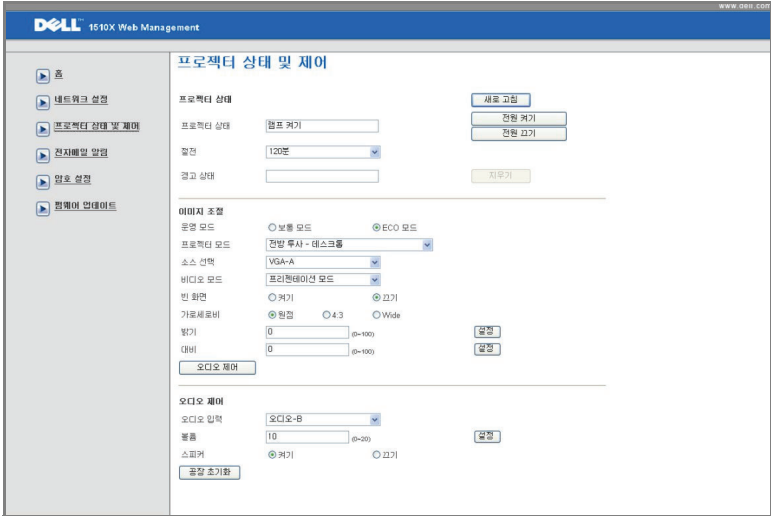 www.dell.com
DELL™ 1510X Web Management
홈
네트워크 설정
프로젝터 상태 및 제어
전자메일 알림
암호 설정
펌웨어 업데이트
프로젝터 상태 및 제어
프로젝터 상태 새로 고침
프로젝터 상태 램프 켜기 전원 켜기
전원 끄기
절전 120분
경고 상태 지우기
이미지 조절
운영 모드 보통 모드 ECO 모드
프로젝터 모드 전방 투사 - 데스크톱
소스 선택 VGA-A
비디오 모드 프리젠테이션 모드
빈 화면 켜기 끄기
가로세로비 원점 4:3 Wide
밝기 0 (0~100) 설정
대비 0 (0~100) 설정
오디오 제어
오디오 제어
오디오 입력 오디오-B
볼륨 10 (0~20) 설정
스피커 켜기 끄기
공장 초기화